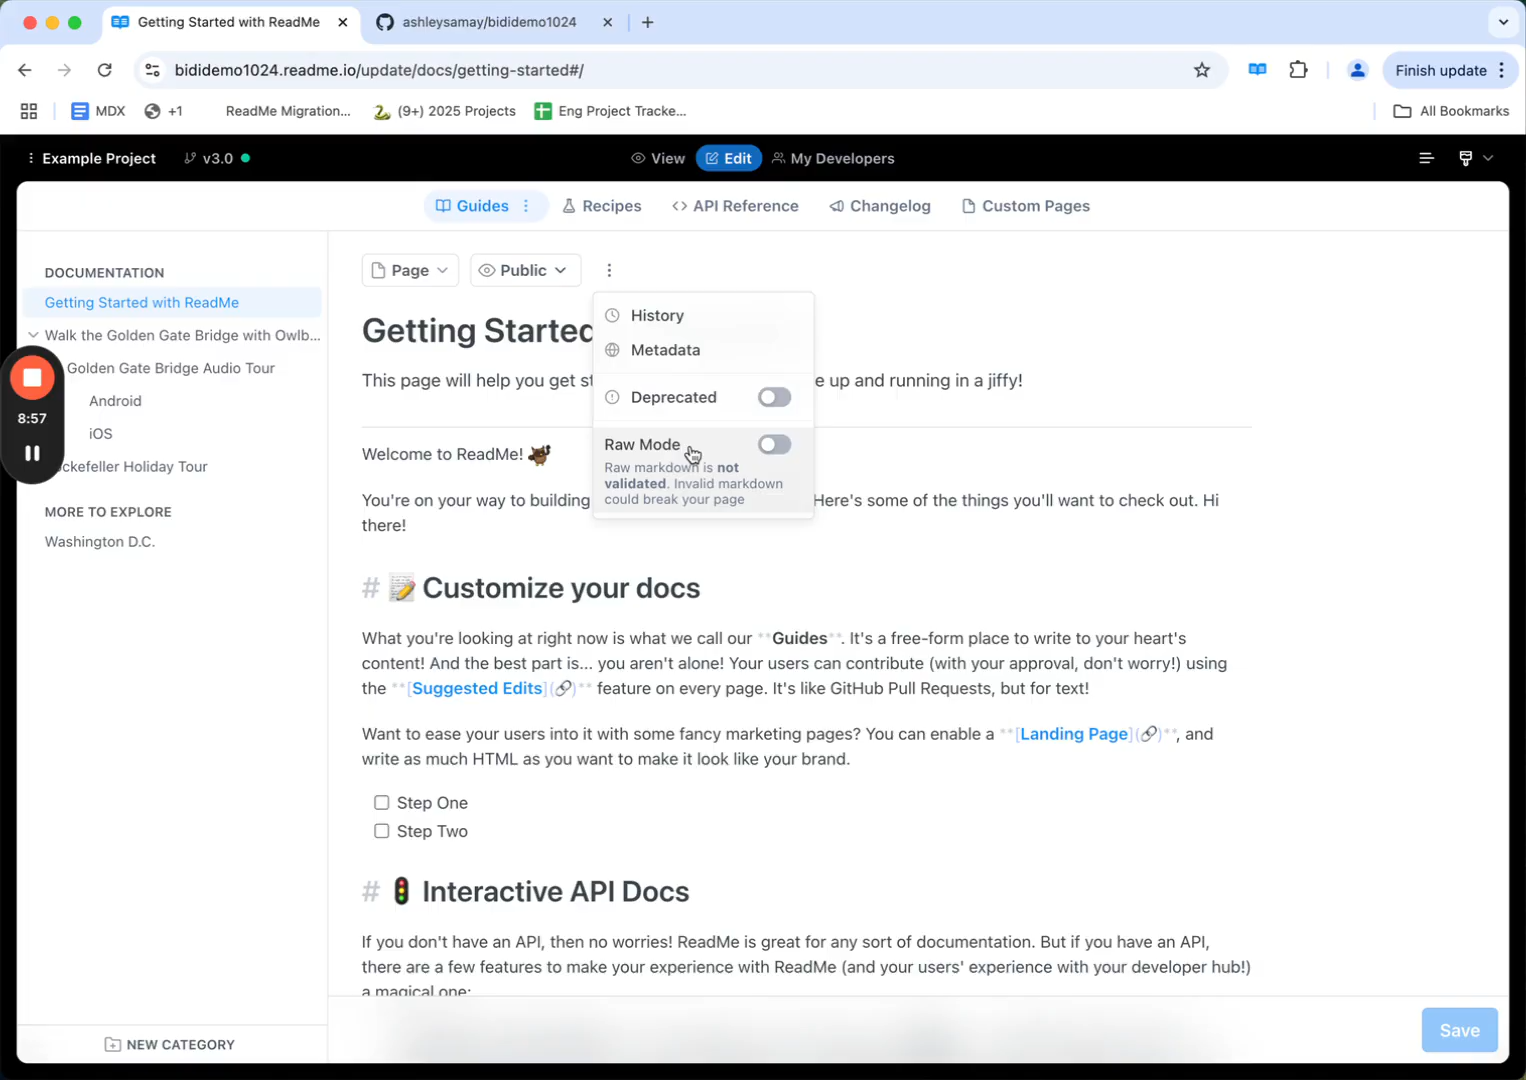 Getting Started with ReadMe
ashleysamay/bididemo1024
bididemo1024.readme.io/update/docs/getting-started#/
Finish update
MDX
+1
ReadMe Migration...
(9+) 2025 Projects
Eng Project Tracke...
All Bookmarks
Example Project
v3.0
View
Edit
My Developers
Guides
Recipes
API Reference
Changelog
Custom Pages
DOCUMENTATION
Getting Started with ReadMe
Walk the Golden Gate Bridge with Owlb...
Golden Gate Bridge Audio Tour
Android
iOS
ckefeller Holiday Tour
MORE TO EXPLORE
Washington D.C.
NEW CATEGORY
8:57
Page
Public
History
Metadata
Deprecated
Raw Mode
Raw markdown is not
validated. Invalid markdown
could break your page
Getting Started
This page will help you get st
e up and running in a jiffy!
Welcome to ReadMe!
You're on your way to building
Here's some of the things you'll want to check out. Hi
there!
# Customize your docs
What you're looking at right now is what we call our **Guides**. It's a free-form place to write to your heart's
content! And the best part is... you aren't alone! Your users can contribute (with your approval, don't worry!) using
the **[Suggested Edits](🔗)** feature on every page. It's like GitHub Pull Requests, but for text!
Want to ease your users into it with some fancy marketing pages? You can enable a **[Landing Page](🔗)**, and
write as much HTML as you want to make it look like your brand.
Step One
Step Two
# Interactive API Docs
If you don't have an API, then no worries! ReadMe is great for any sort of documentation. But if you have an API,
there are a few features to make your experience with ReadMe (and your users' experience with your developer hub!)
a magical one:
Save